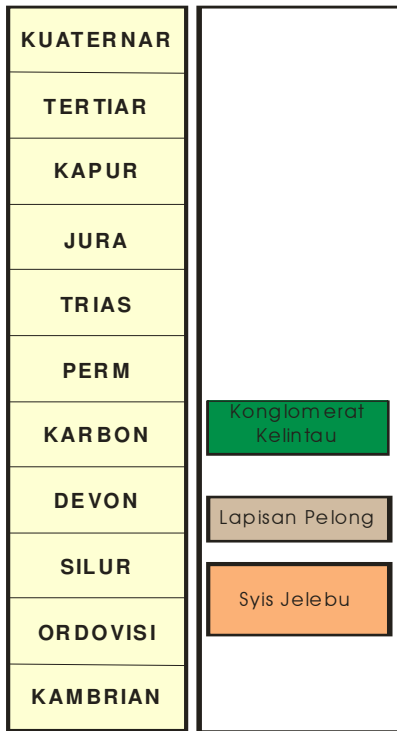 KUATERNAR
TERTIAR
KAPUR
JURA
TRIAS
PERM
KARBON
DEVON
SILUR
ORDOVISI
KAMBRIAN
Konglomerat
Kelintau
Lapisan Pelong
Syis Jelebu